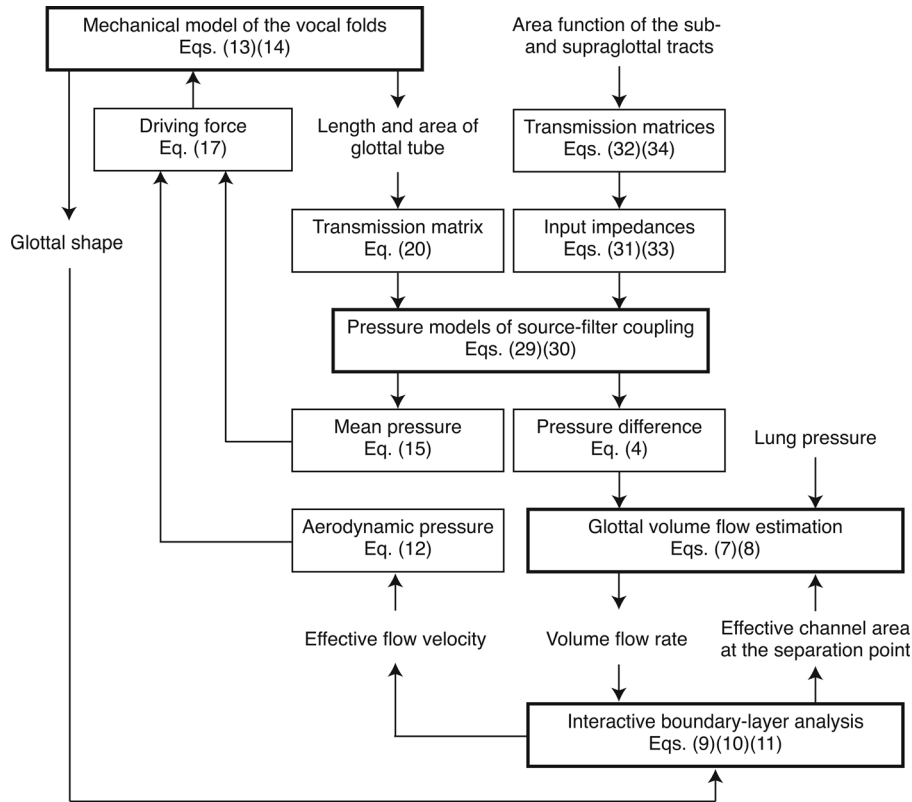 Mechanical model of the vocal folds
Eqs. (13)(14)
Area function of the sub-
and supraglottal tracts
Driving force
Eq. (17)
Length and area of
glottal tube
Transmission matrices
Eqs. (32)(34)
Glottal shape
Transmission matrix
Eq. (20)
Input impedances
Eqs. (31)(33)
Pressure models of source-filter coupling
Eqs. (29)(30)
Mean pressure
Eq. (15)
Pressure difference
Eq. (4)
Lung pressure
Aerodynamic pressure
Eq. (12)
Glottal volume flow estimation
Eqs. (7)(8)
Effective flow velocity
Volume flow rate
Effective channel area
at the separation point
Interactive boundary-layer analysis
Eqs. (9)(10)(11)